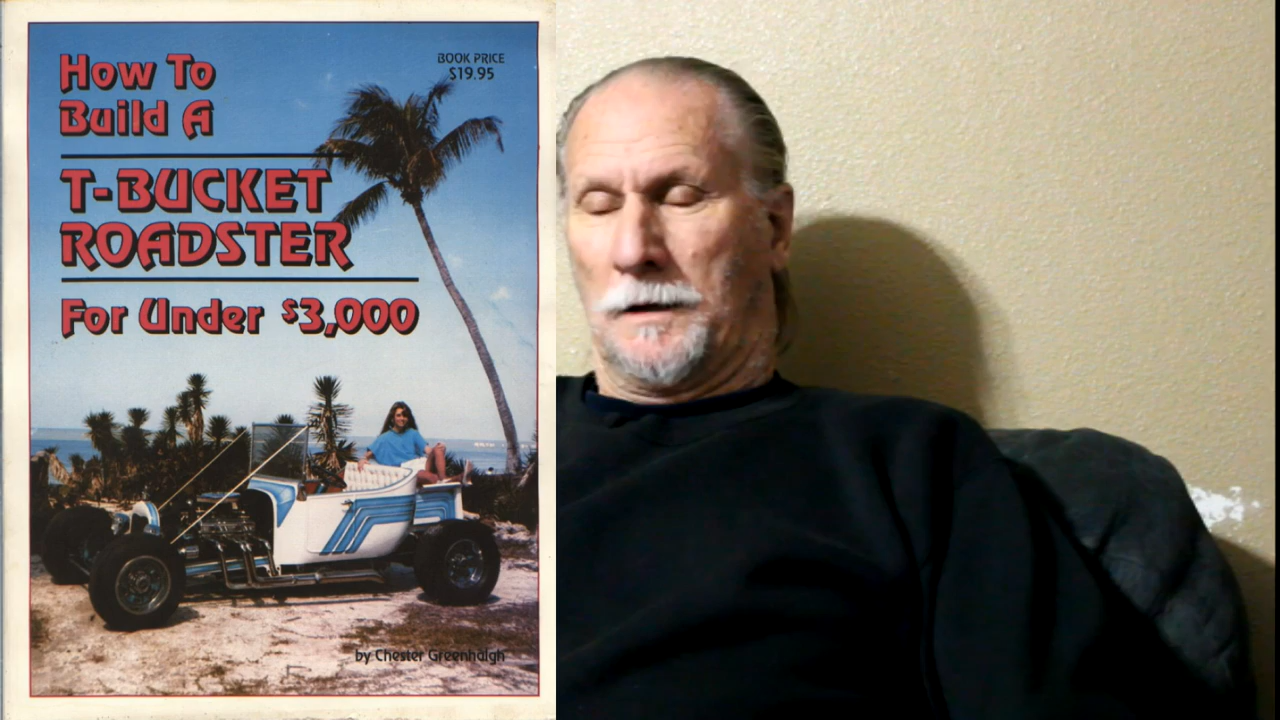 How To
Build A
BOOK PRICE
$19.95
T-BUCKET
ROADSTER
For Under $3,000
by Chester Greenhalgh